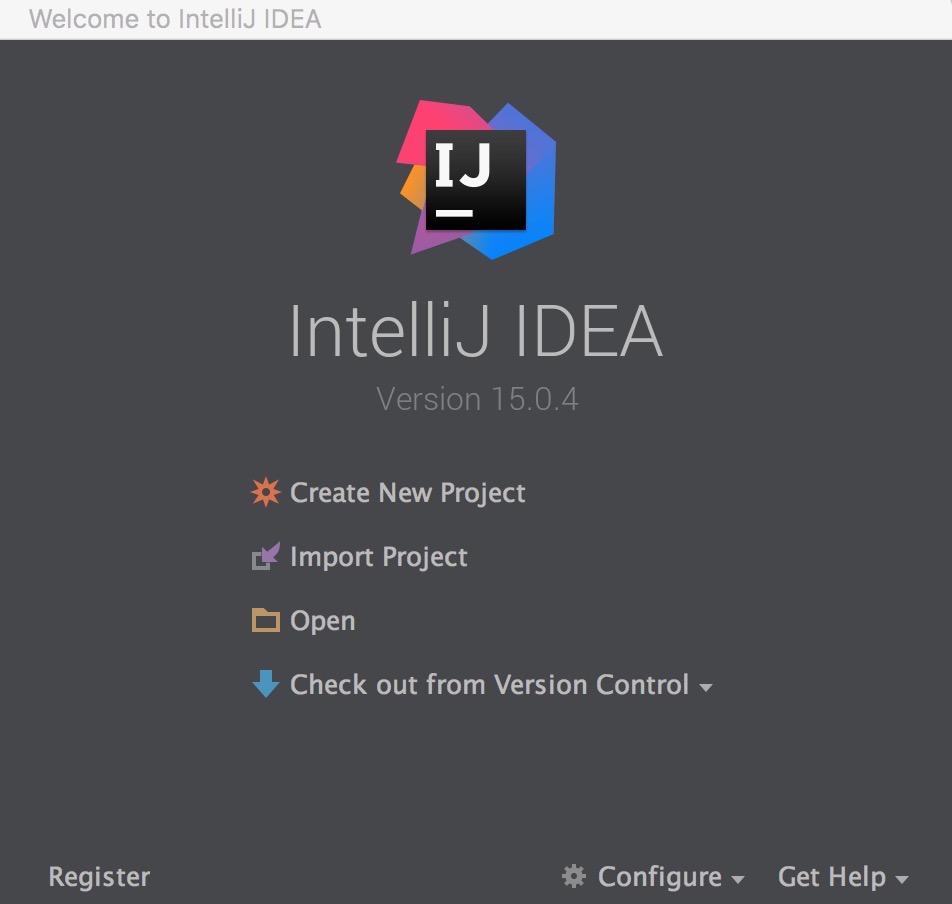 Welcome to IntelliJ IDEA
IJ
IntelliJ IDEA
Version 15.0.4
Create New Project
Import Project
Open
Check out from Version Control
Register
Configure
Get Help